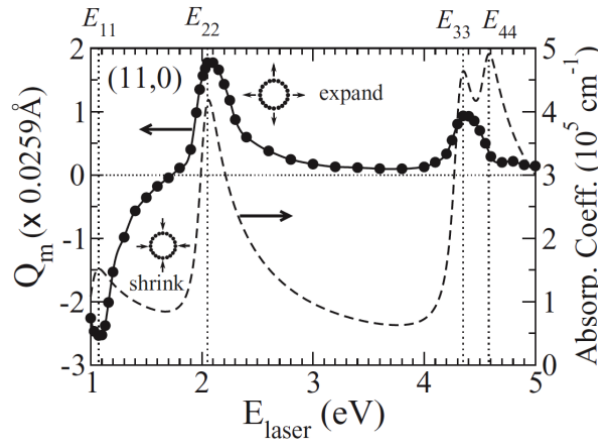 E11 E22 E33 E44
(11,0)
expand
shrink
2
1
0
-1
-2
-3
Qm (x 0.0259Å)
5
4
3
2
1
0
Absorp. Coeff. (10^5 cm^-1)
1 2 3 4 5
Elaser (eV)